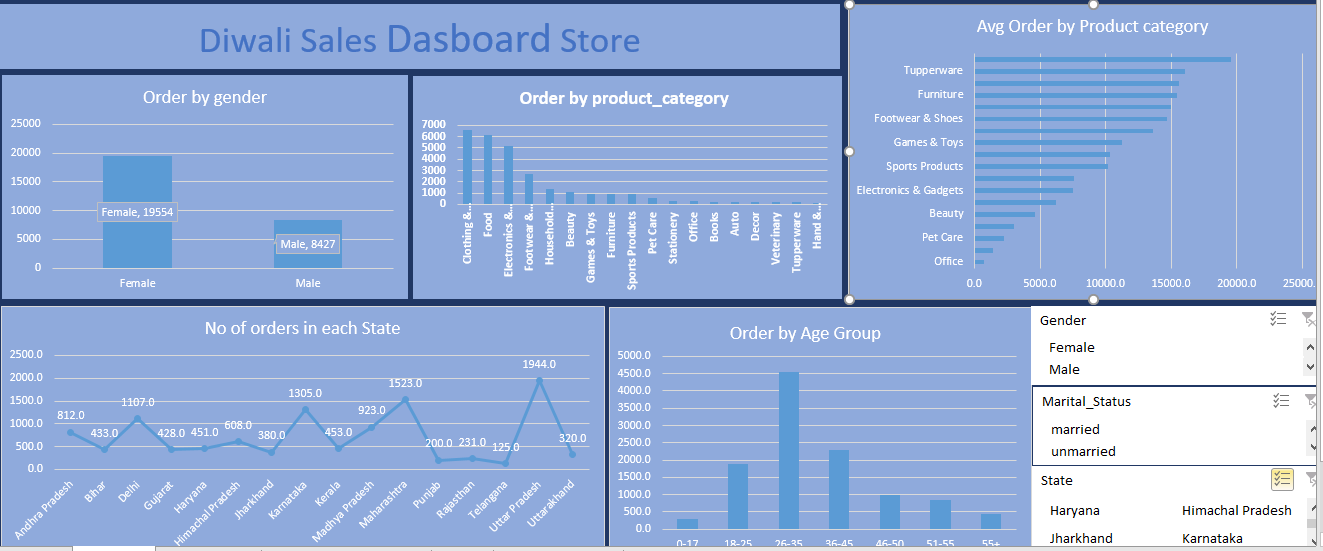 Diwali Sales Dasboard Store
Order by gender
25000
20000
15000
10000
5000
0
Female, 19554
Male, 8427
Female
Male
Order by product_category
7000
6000
5000
4000
3000
2000
1000
0
Clothing &...
Food
Electronics &...
Footwear &...
Household...
Beauty
Games & Toys
Furniture
Sports Products
Pet Care
Stationery
Office
Books
Auto
Decor
Veterinary
Tupperware
Hand &...
Avg Order by Product category
Tupperware
Furniture
Footwear & Shoes
Games & Toys
Sports Products
Electronics & Gadgets
Beauty
Pet Care
Office
0.0
5000.0
10000.0
15000.0
20000.0
25000.
No of orders in each State
2500.0
2000.0
1500.0
1000.0
500.0
0.0
812.0
433.0
1107.0
428.0
451.0
608.0
380.0
1305.0
453.0
923.0
1523.0
200.0
231.0
125.0
1944.0
320.0
Andhra Pradesh
Bihar
Delhi
Gujarat
Haryana
Himachal Pradesh
Jharkhand
Karnataka
Kerala
Madhya Pradesh
Maharashtra
Punjab
Rajasthan
Telangana
Uttar Pradesh
Uttarakhand
Order by Age Group
5000.0
4500.0
4000.0
3500.0
3000.0
2500.0
2000.0
1500.0
1000.0
500.0
0.0
0-17
18-25
26-35
36-45
46-50
51-55
55+
Gender
Female
Male
Marital_Status
married
unmarried
State
Haryana
Himachal Pradesh
Jharkhand
Karnataka